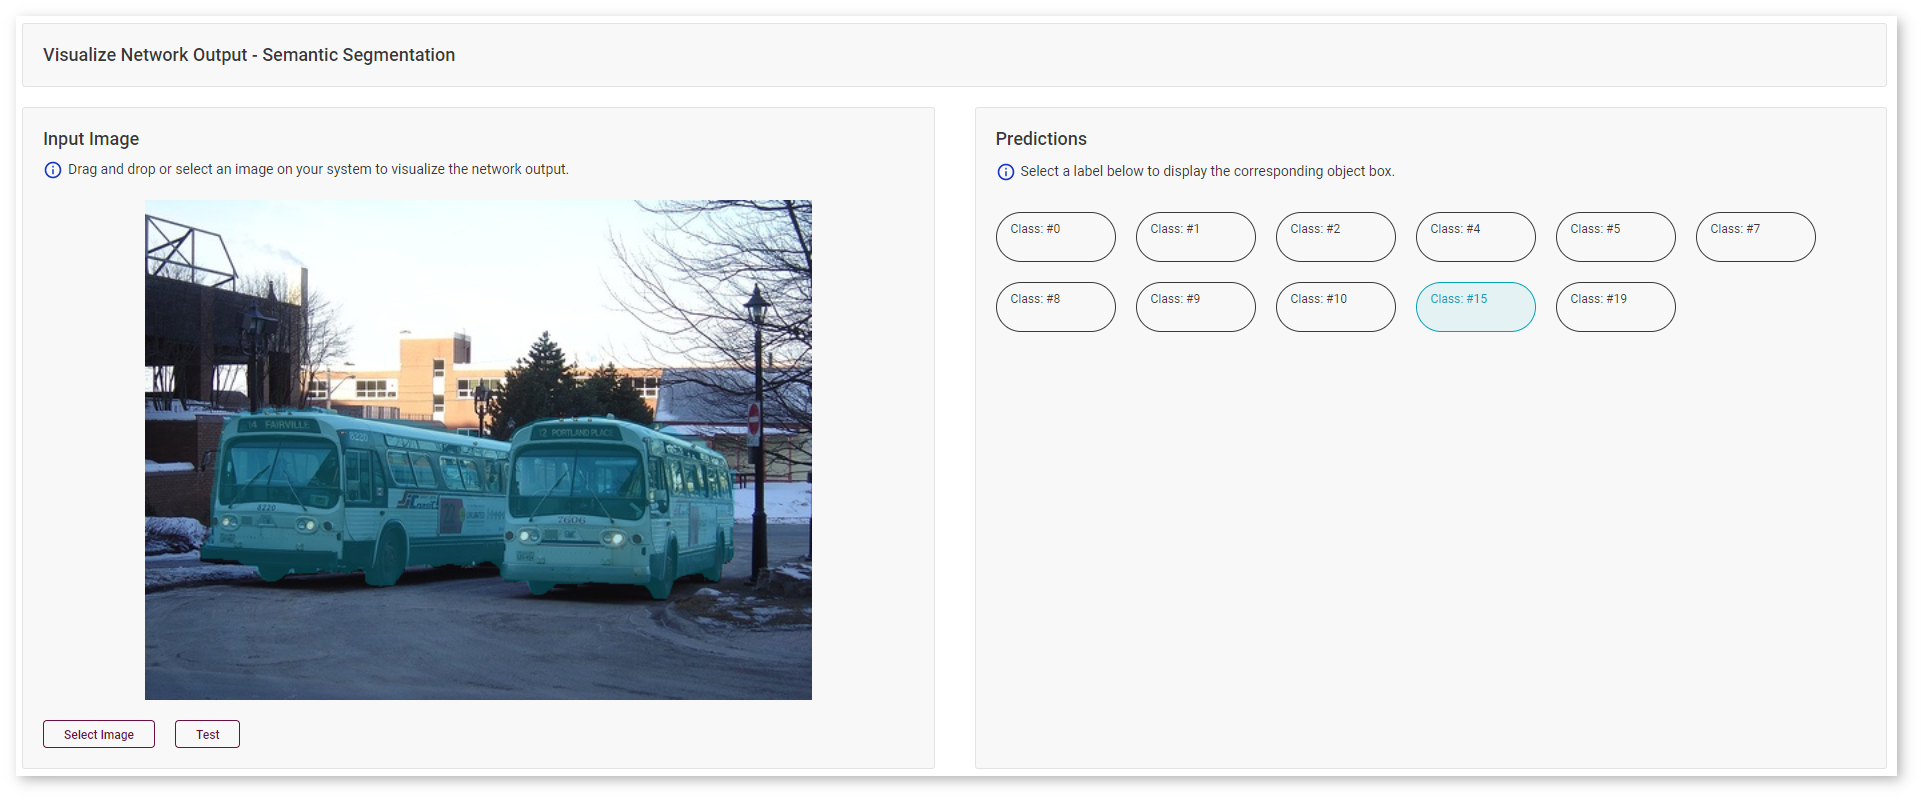 Visualize Network Output - Semantic Segmentation
Input Image
Drag and drop or select an image on your system to visualize the network output.
FAIRVILLE
8220
8220
PORTLAND PLACE
7606
Select Image
Test
Predictions
Select a label below to display the corresponding object box.
Class: #0
Class: #1
Class: #2
Class: #4
Class: #5
Class: #7
Class: #8
Class: #9
Class: #10
Class: #15
Class: #19